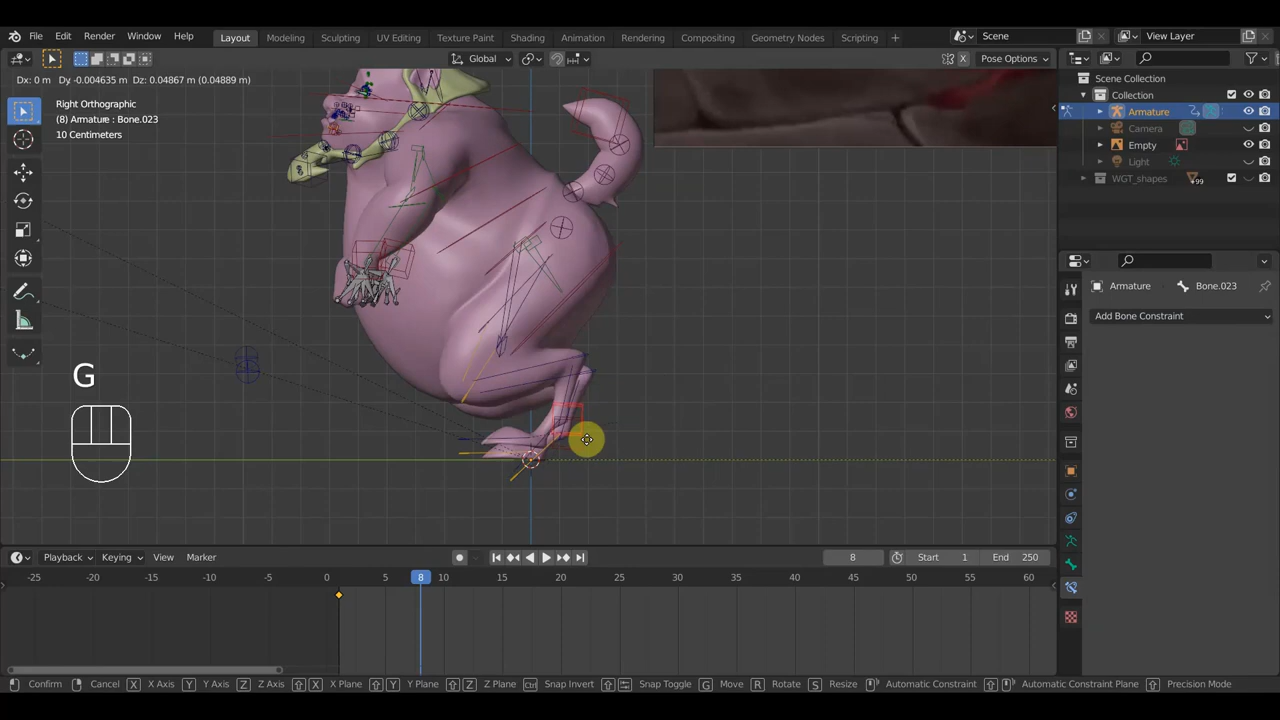 File Edit Render Window Help Layout Modeling Sculpting UV Editing Texture Paint Shading Animation Rendering Compositing Geometry Nodes Scripting + Scene View Layer
Global X Pose Options
Dx: 0 m Dy -0.004635 m Dz: 0.04867 m (0.04889 m)
Right Orthographic
(8) Armature : Bone.023
10 Centimeters
Scene Collection
Collection
Armature
Camera
Empty
Light
WGT_shapes 99
Armature Bone.023
Add Bone Constraint
G
Playback Keying View Marker 8 Start 1 End 250
-25 -20 -15 -10 -5 0 5 8 10 15 20 25 30 35 40 45 50 55 60
Confirm Cancel X X Axis Y Y Axis Z Z Axis X X Plane Y Y Plane Z Z Plane Ctrl Snap Invert Snap Toggle G Move R Rotate S Resize Automatic Constraint Automatic Constraint Plane Precision Mode